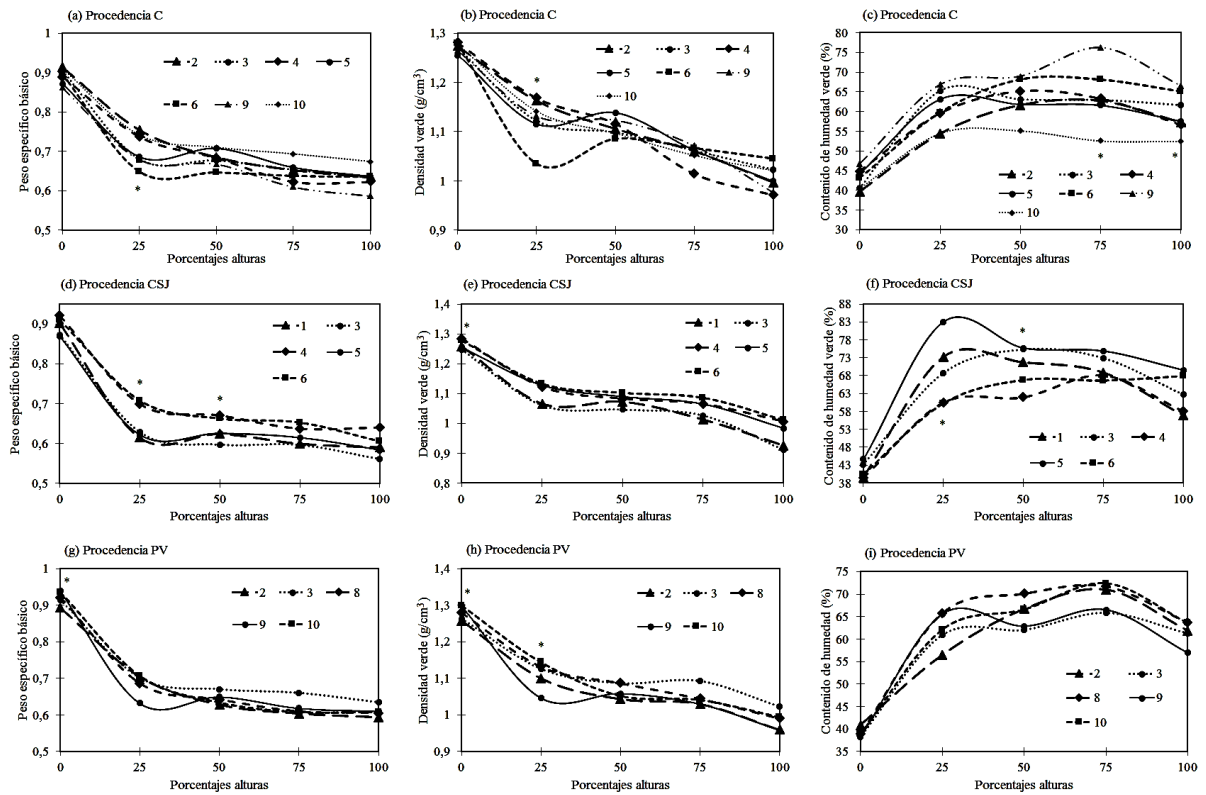 (a) Procedencia C
Peso específico básico
1
0,9
0,8
0,7
0,6
0,5
0 25 50 75 100
Porcentajes alturas
-2 3 4 5
6 9 10
*
(b) Procedencia C
Densidad verde (g/cm³)
1,3
1,2
1,1
1
0,9
0 25 50 75 100
Porcentajes alturas
-2 3 4
5 6 9
10
*
(c) Procedencia C
Contenido de humedad verde (%)
80
75
70
65
60
55
50
45
40
35
30
0 25 50 75 100
Porcentajes alturas
-2 3 4
5 6 9
10
* *
(d) Procedencia CSJ
Peso específico básico
0,9
0,8
0,7
0,6
0,5
0 25 50 75 100
Porcentajes alturas
-1 3
4 5
6
* *
(e) Procedencia CSJ
Densidad verde (g/cm³)
1,4
1,3
1,2
1,1
1
0,9
0,8
0 25 50 75 100
Porcentajes alturas
-1 3
4 5
6
*
(f) Procedencia CSJ
Contenido de humedad verde (%)
88
83
78
73
68
63
58
53
48
43
38
0 25 50 75 100
Porcentajes alturas
-1 3 4
5 6
* *
(g) Procedencia PV
Peso específico básico
1
0,9
0,8
0,7
0,6
0,5
0 25 50 75 100
Porcentajes alturas
-2 3 8
9 10
*
(h) Procedencia PV
Densidad verde (g/cm³)
1,4
1,3
1,2
1,1
1
0,9
0 25 50 75 100
Porcentajes alturas
-2 3 8
9 10
* *
(i) Procedencia PV
Contenido de humedad (%)
75
70
65
60
55
50
45
40
35
0 25 50 75 100
Porcentajes alturas
-2 3
8 9
10